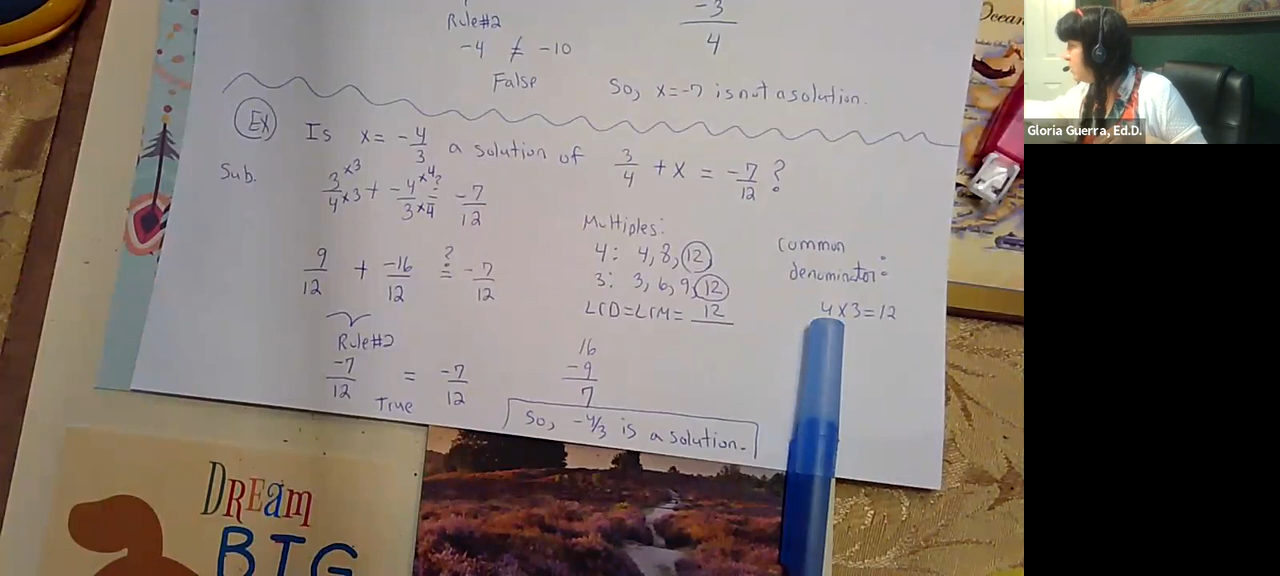 Rule#2
-4 ≠ -10
False
-3
4
So, x=-7 is not a solution.
Ex Is x = -4/3 a solution of 3/4 + x = -7/12 ?
Sub. 3×3/4×3 + -4×4/3×4 ?= -7/12
9/12 + -16/12 ?= -7/12
Rule#2
-7/12 = -7/12
True
Multiples:
4: 4, 8, 12
3: 3, 6, 9, 12
LCD=LCM= 12
16
-9
7
So, -4/3 is a solution.
Common
denominator:
4x3=12
DREAM
BIG
Ocean
Gloria Guerra, Ed.D.